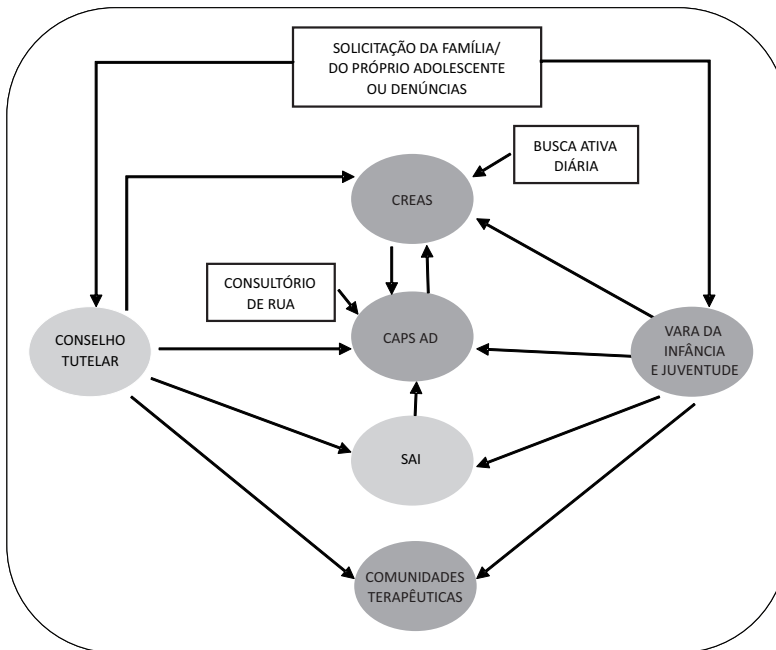 SOLICITAÇÃO DA FAMÍLIA/
DO PRÓPRIO ADOLESCENTE
OU DENÚNCIAS
BUSCA ATIVA
DIÁRIA
CREAS
CONSULTÓRIO
DE RUA
CONSELHO
TUTELAR
CAPS AD
VARA DA
INFÂNCIA
E JUVENTUDE
SAI
COMUNIDADES
TERAPÊUTICAS